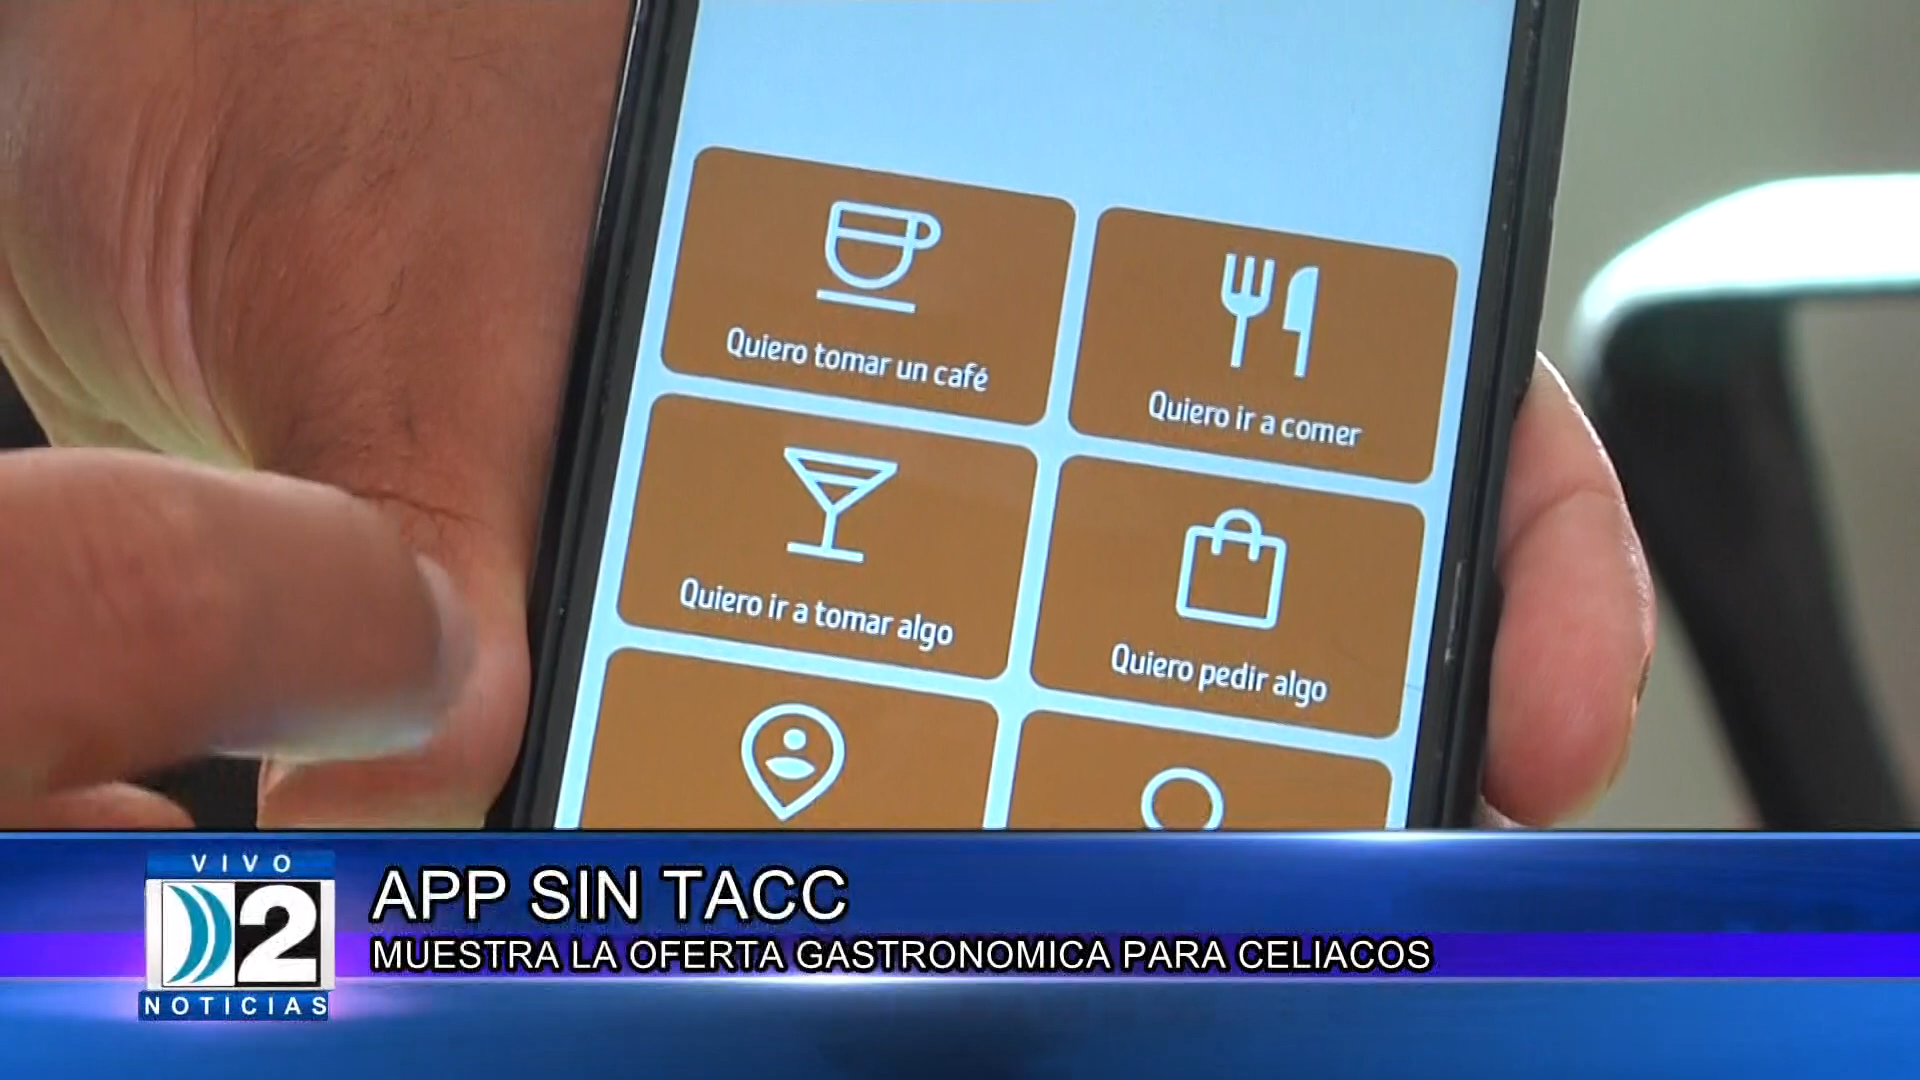 Quiero tomar un café
Quiero ir a comer
Quiero ir a tomar algo
Quiero pedir algo
VIVO
2
NOTICIAS
APP SIN TACC
MUESTRA LA OFERTA GASTRONOMICA PARA CELIACOS